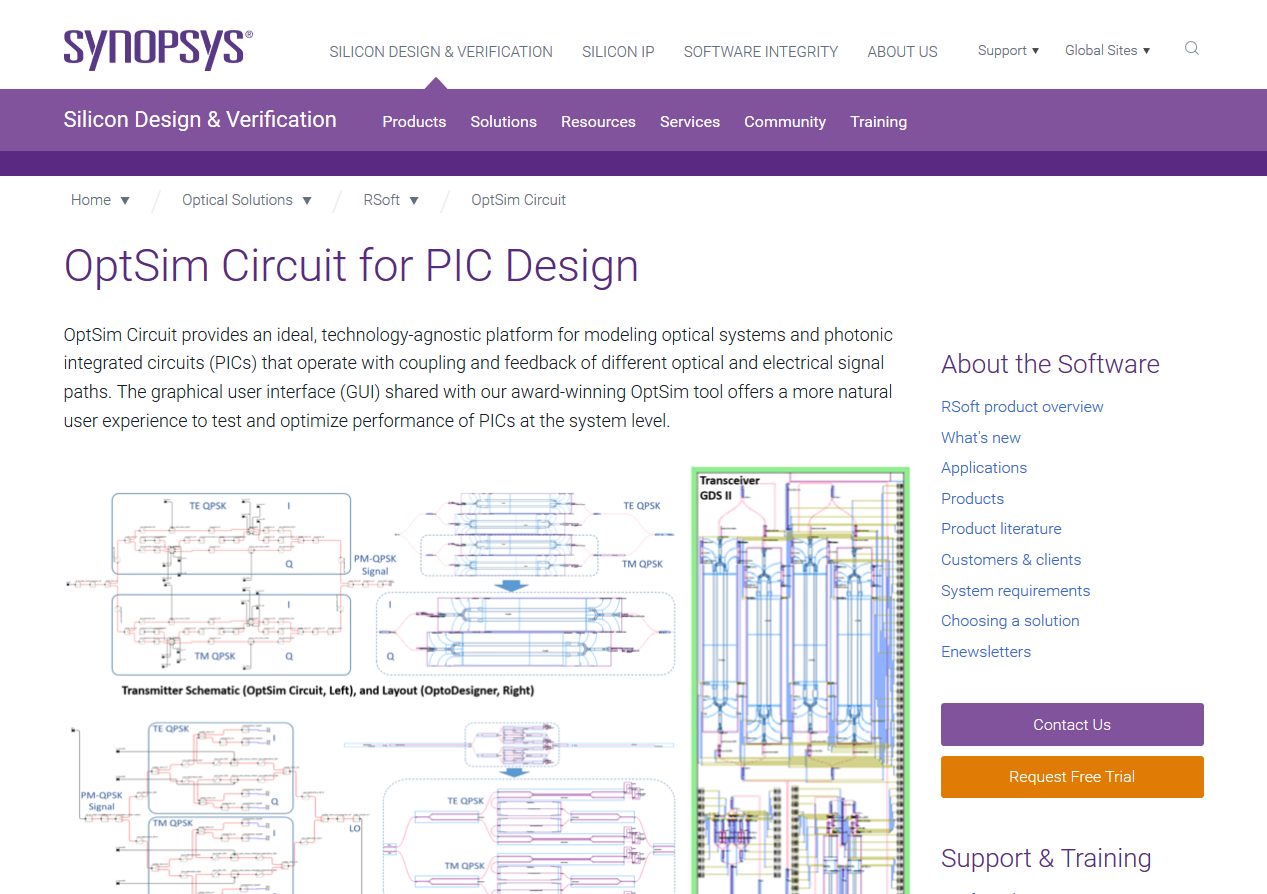 SYNOPSYS®
SILICON DESIGN & VERIFICATION SILICON IP SOFTWARE INTEGRITY ABOUT US Support ▼ Global Sites ▼
Silicon Design & Verification Products Solutions Resources Services Community Training
Home ▼ / Optical Solutions ▼ / RSoft ▼ / OptSim Circuit
OptSim Circuit for PIC Design
OptSim Circuit provides an ideal, technology-agnostic platform for modeling optical systems and photonic
integrated circuits (PICs) that operate with coupling and feedback of different optical and electrical signal
paths. The graphical user interface (GUI) shared with our award-winning OptSim tool offers a more natural
user experience to test and optimize performance of PICs at the system level.
TE QPSK I
Q
PM-QPSK
Signal
I
TM QPSK Q
TE QPSK
TM QPSK
I
Q
Transmitter Schematic (OptSim Circuit, Left), and Layout (OptoDesigner, Right)
TE QPSK
I
PM-QPSK
Signal
Q
TM QPSK
I
LO
TE QPSK
TM QPSK
Transceiver
GDS II
About the Software
RSoft product overview
What's new
Applications
Products
Product literature
Customers & clients
System requirements
Choosing a solution
Enewsletters
Contact Us
Request Free Trial
Support & Training